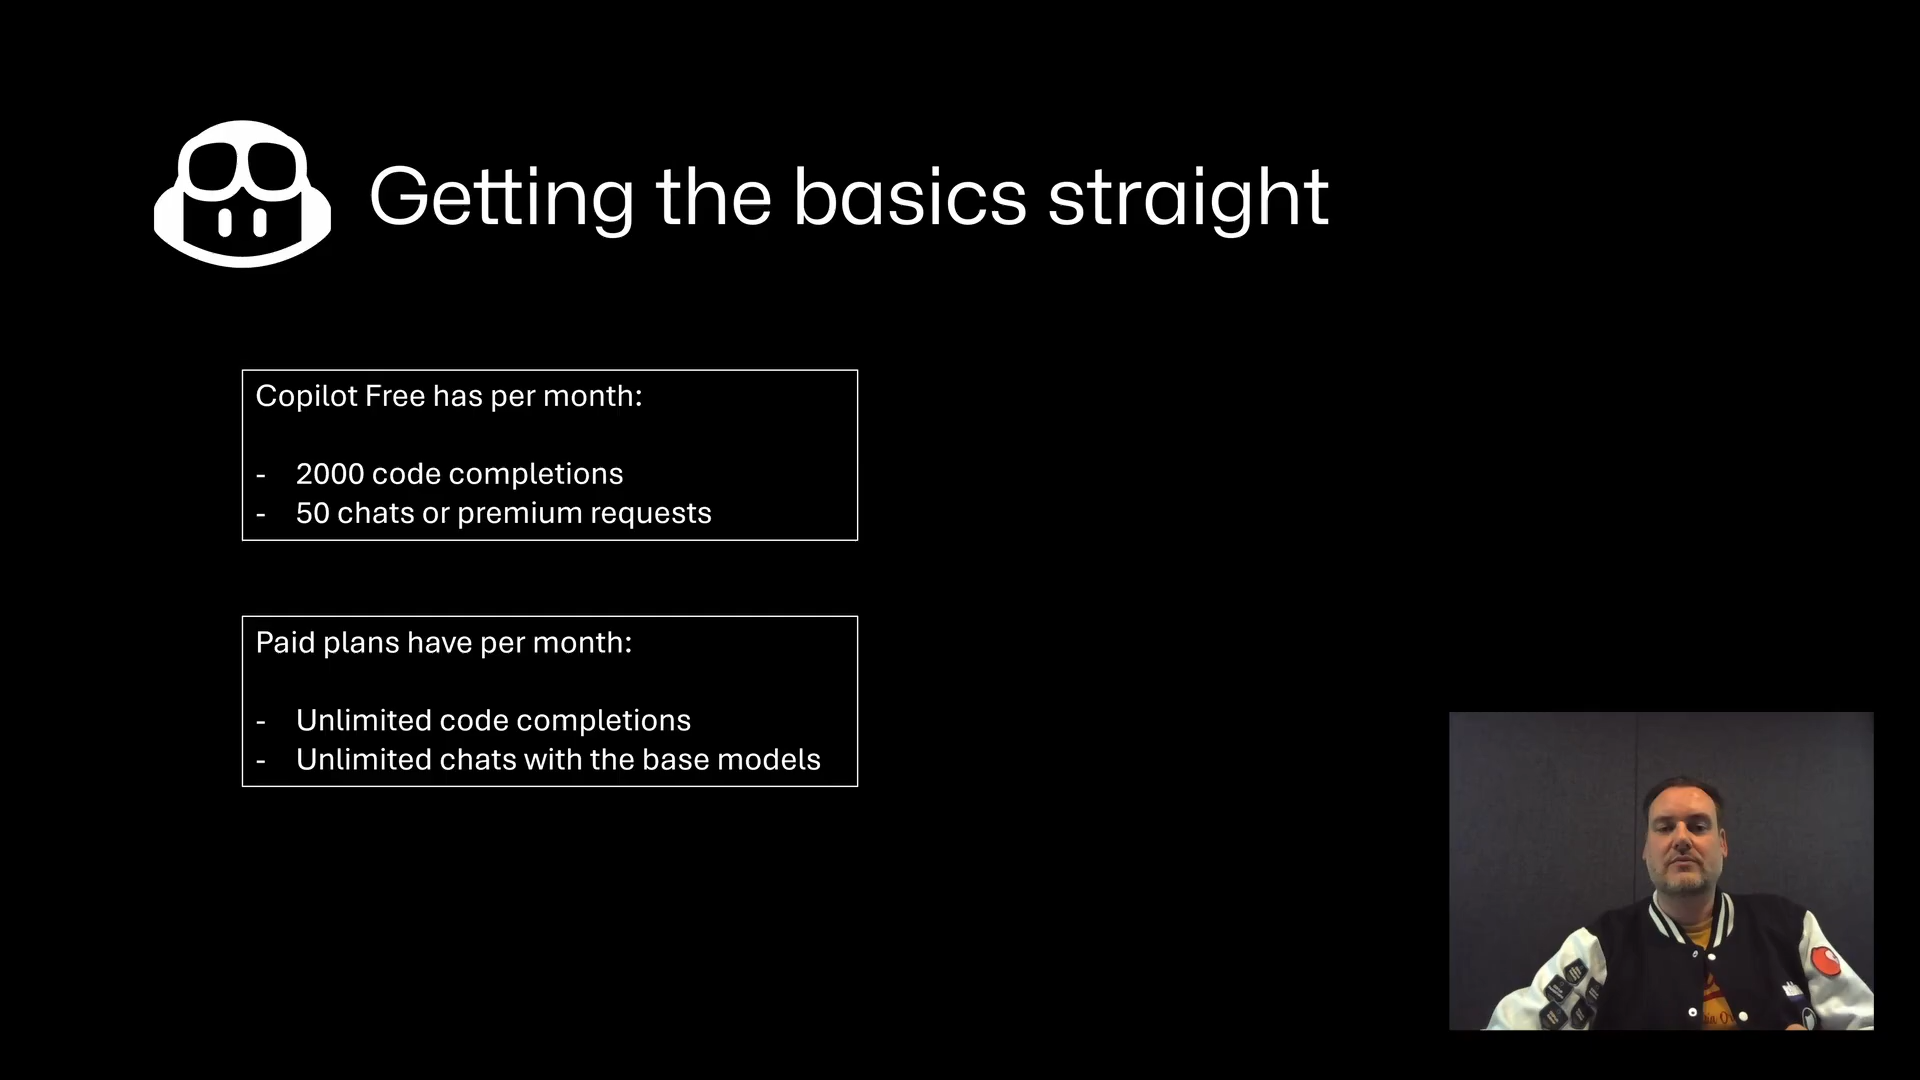 Getting the basics straight
Copilot Free has per month:
- 2000 code completions
- 50 chats or premium requests
Paid plans have per month:
- Unlimited code completions
- Unlimited chats with the base models